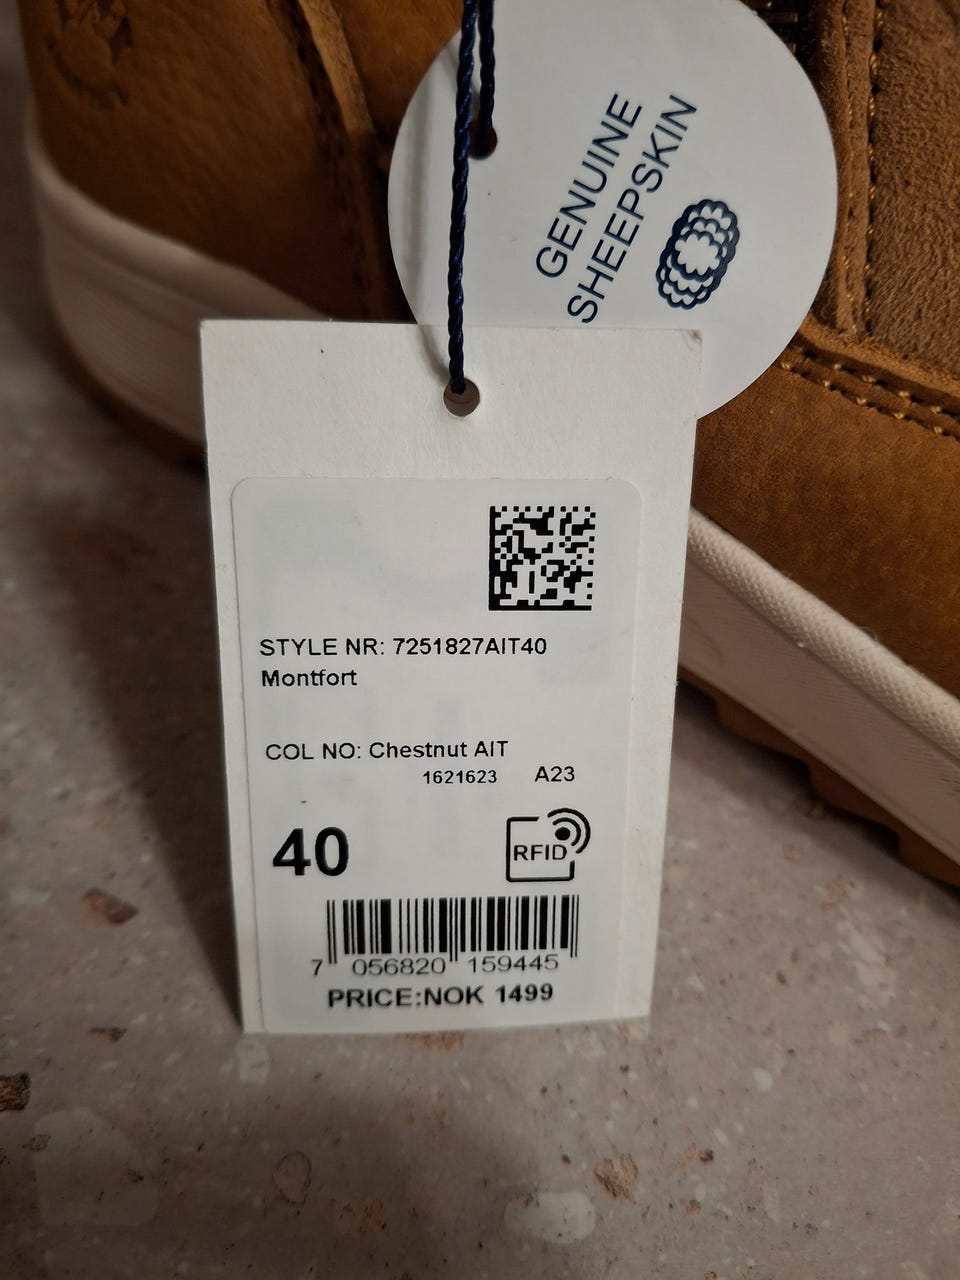 GENUINE
SHEEPSKIN
STYLE NR: 7251827AIT40
Montfort
COL NO: Chestnut AIT
1621623 A23
40
RFID
7 056820 159445
PRICE:NOK 1499